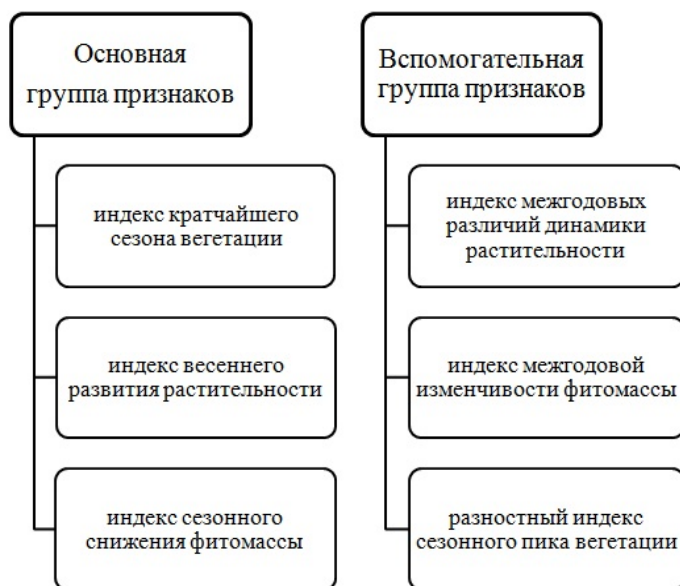 Основная
группа признаков
индекс кратчайшего
сезона вегетации
индекс весеннего
развития растительности
индекс сезонного
снижения фитомассы
Вспомогательная
группа признаков
индекс межгодовых
различий динамики
растительности
индекс межгодовой
изменчивости фитомассы
разностный индекс
сезонного пика вегетации